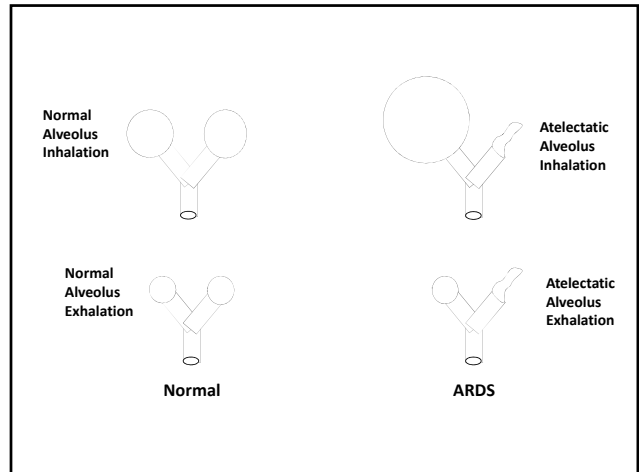 Normal
Alveolus
Inhalation
Atelectatic
Alveolus
Inhalation
Normal
Alveolus
Exhalation
Atelectatic
Alveolus
Exhalation
Normal
ARDS